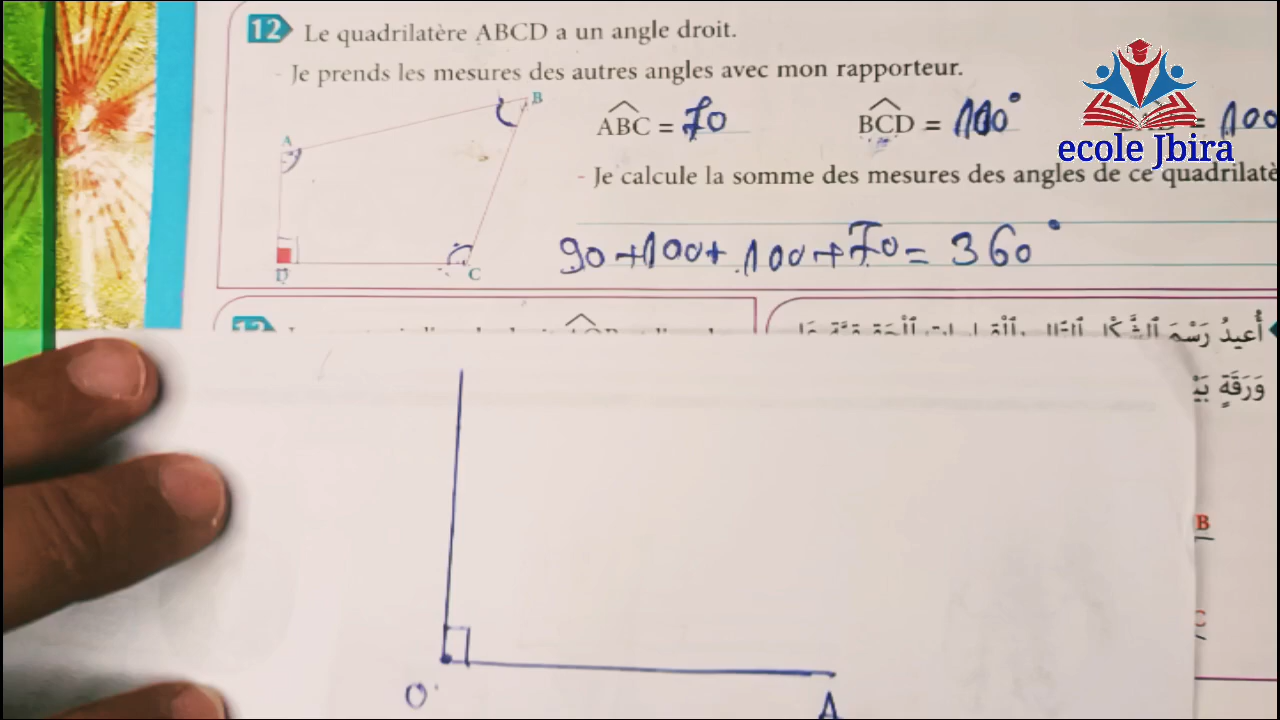 12 Le quadrilatère ABCD a un angle droit.
- Je prends les mesures des autres angles avec mon rapporteur.
A
B
C
D
ABC = 70
BCD = 100°
= 100
ecole Jbira
- Je calcule la somme des mesures des angles de ce quadrilatè
90 + 100 + 100 + 70 = 360°
أُعيدُ رَسْمَ
وَرَقَةٍ
B
C
O
A